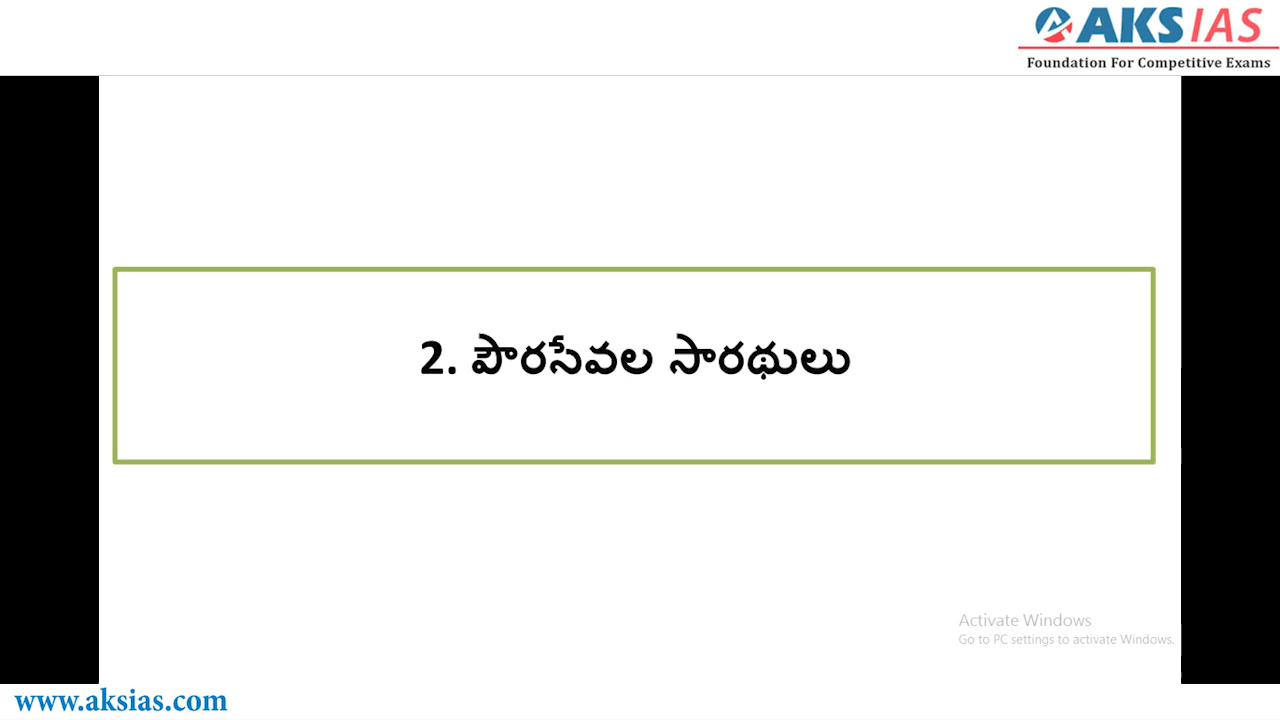 AKS IAS
Foundation For Competitive Exams
2. పౌరసేవల సారథులు
Activate Windows
Go to PC settings to activate Windows.
www.aksias.com